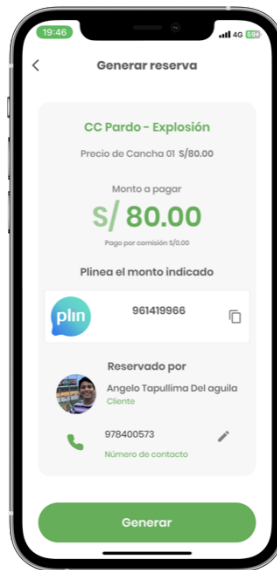 19:46
4G 59
Generar reserva
CC Pardo - Explosión
Precio de Cancha 01 S/80.00
Monto a pagar
S/ 80.00
Pago por comisión S/0.00
Plinea el monto indicado
plin
961419966
Reservado por
Angelo Tapullima Del aguila
Cliente
978400573
Número de contacto
Generar